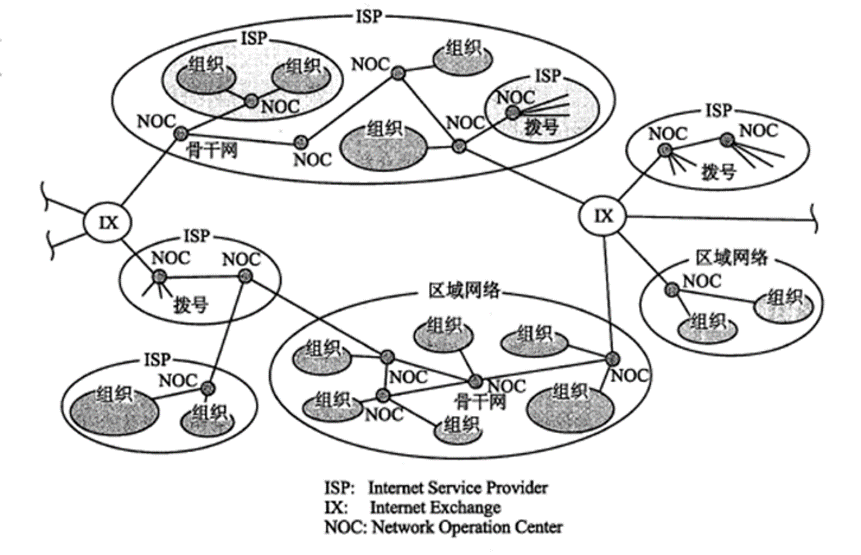 ISP
ISP
组织
组织
NOC
NOC
组织
ISP
NOC
拨号
NOC
骨干网
NOC
组织
NOC
ISP
NOC
NOC
拨号
IX
IX
ISP
NOC
NOC
拨号
区域网络
NOC
组织
组织
区域网络
组织
组织
组织
NOC
NOC
NOC
骨干网
组织
NOC
组织
组织
ISP
NOC
组织
组织
ISP: Internet Service Provider
IX: Internet Exchange
NOC: Network Operation Center